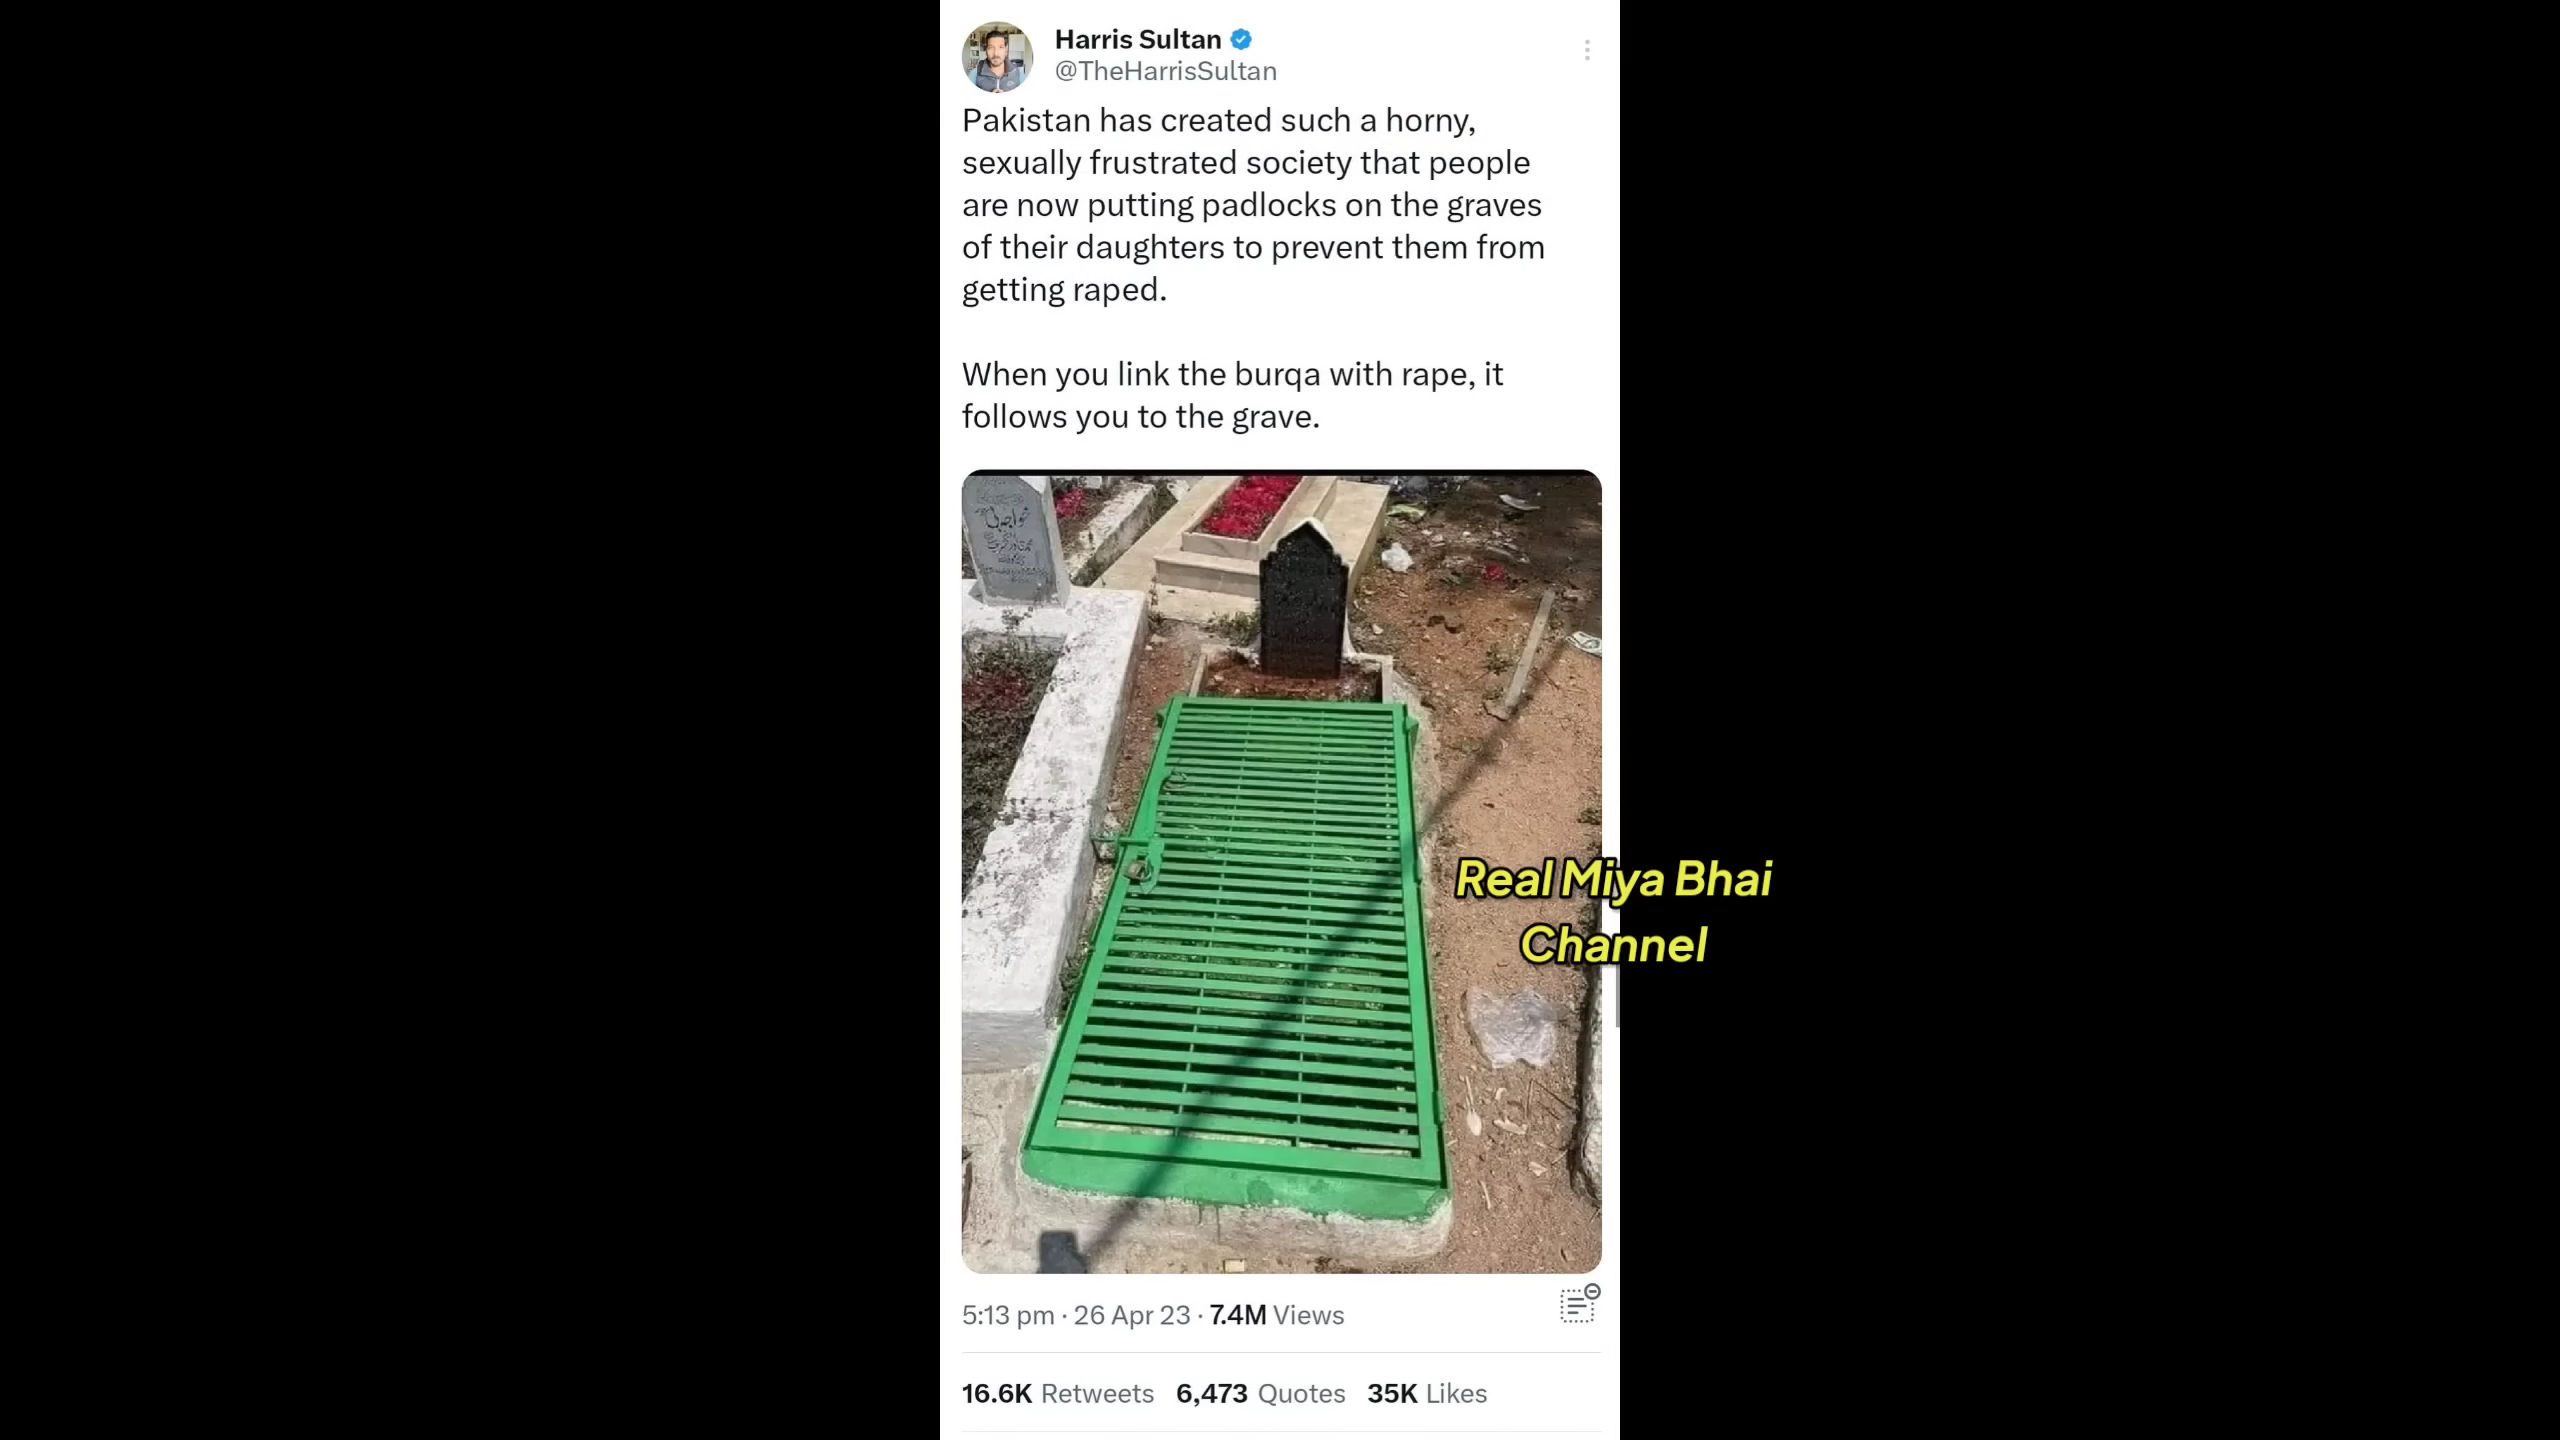 Harris Sultan
@TheHarrisSultan
Pakistan has created such a horny,
sexually frustrated society that people
are now putting padlocks on the graves
of their daughters to prevent them from
getting raped.
When you link the burqa with rape, it
follows you to the grave.
Real Miya Bhai
Channel
5:13 pm · 26 Apr 23 · 7.4M Views
16.6K Retweets 6,473 Quotes 35K Likes